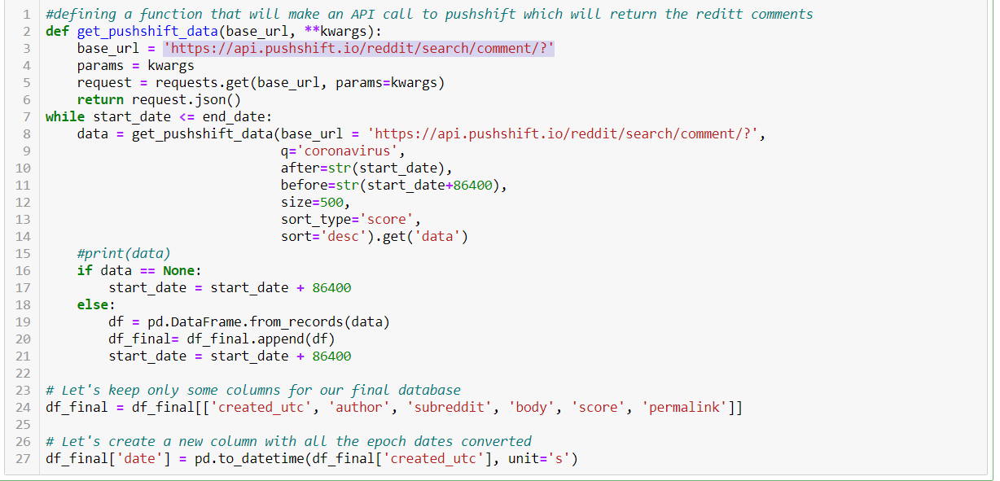 1 #defining a function that will make an API call to pushshift which will return the reditt comments
2 def get_pushshift_data(base_url, **kwargs):
3     base_url = 'https://api.pushshift.io/reddit/search/comment/?'
4     params = kwargs
5     request = requests.get(base_url, params=kwargs)
6     return request.json()
7 while start_date <= end_date:
8     data = get_pushshift_data(base_url = 'https://api.pushshift.io/reddit/search/comment/?',
9                               q='coronavirus',
10                               after=str(start_date),
11                               before=str(start_date+86400),
12                               size=500,
13                               sort_type='score',
14                               sort='desc').get('data')
15     #print(data)
16     if data == None:
17         start_date = start_date + 86400
18     else:
19         df = pd.DataFrame.from_records(data)
20         df_final= df_final.append(df)
21         start_date = start_date + 86400
22
23 # Let's keep only some columns for our final database
24 df_final = df_final[['created_utc', 'author', 'subreddit', 'body', 'score', 'permalink']]
25
26 # Let's create a new column with all the epoch dates converted
27 df_final['date'] = pd.to_datetime(df_final['created_utc'], unit='s')